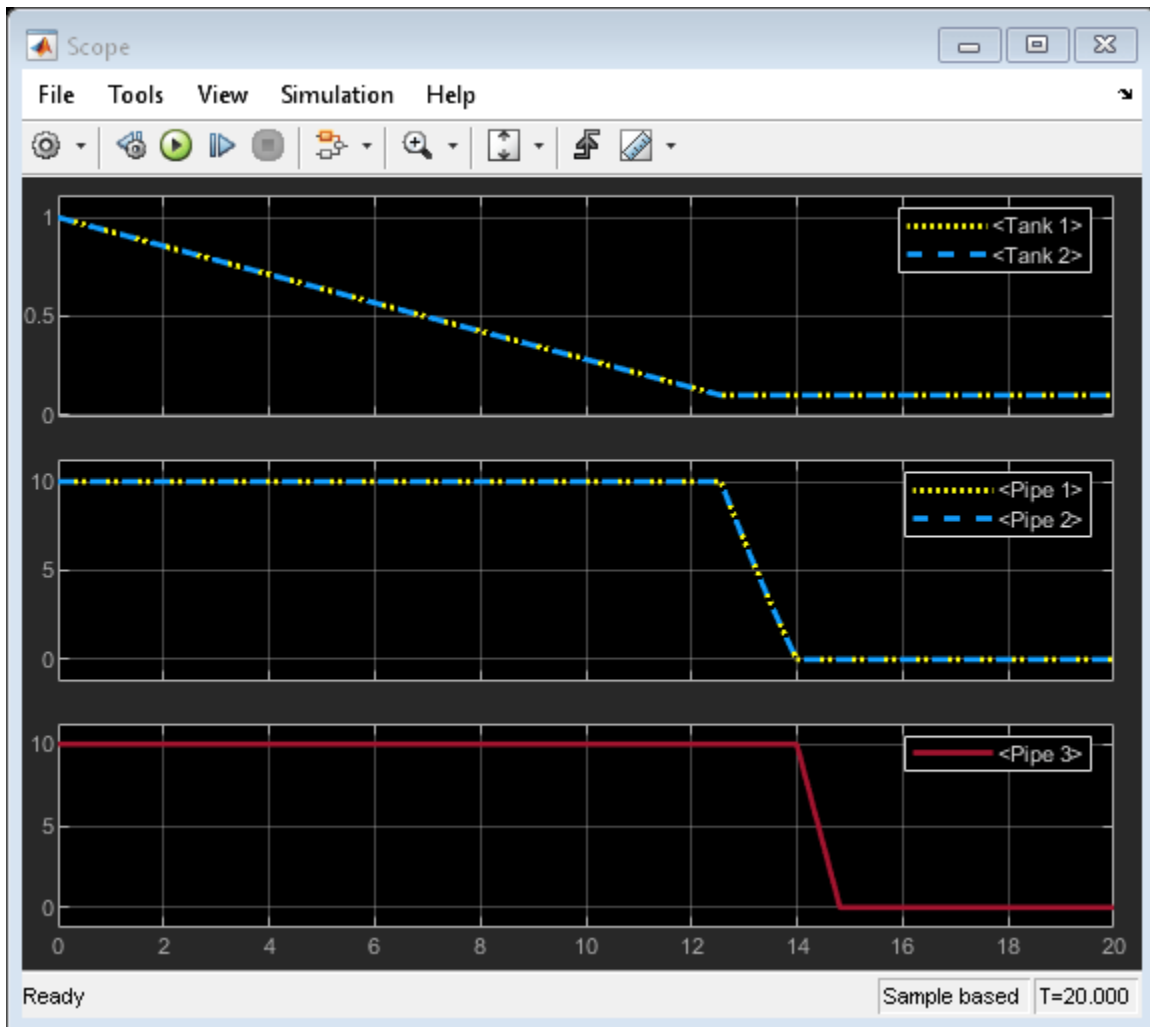 Scope
File Tools View Simulation Help
1
0.5
0
<Tank 1>
<Tank 2>
10
5
0
<Pipe 1>
<Pipe 2>
10
5
0
<Pipe 3>
0 2 4 6 8 10 12 14 16 18 20
Ready Sample based T=20.000